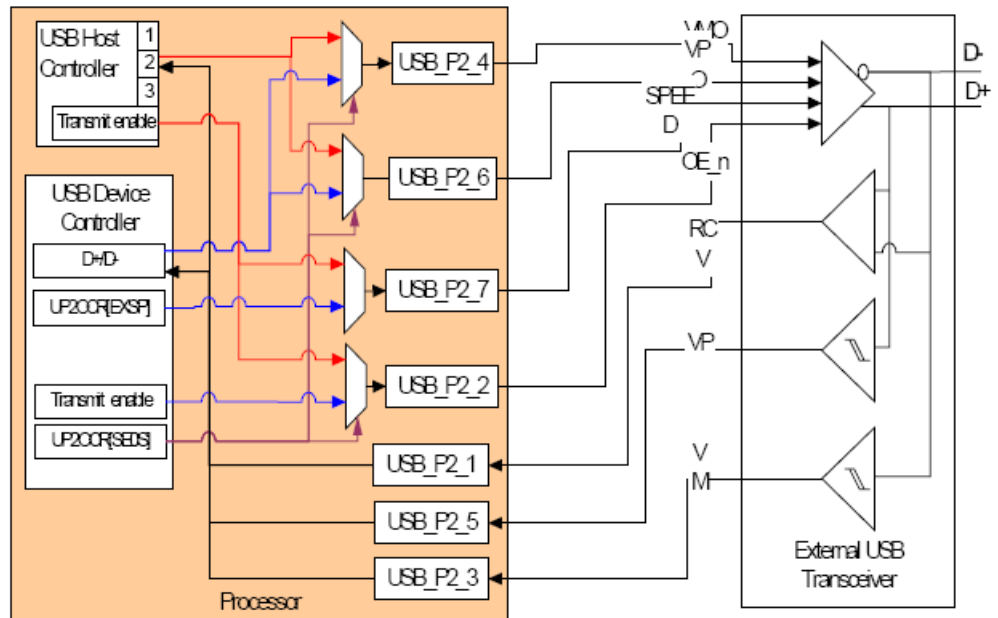 USB Host
Controller
1
2
3
Transmit enable
USB Device
Controller
D+/D-
UP2OCR[EXSP]
Transmit enable
UP2OCR[SEDS]
USB_P2_4
USB_P2_6
USB_P2_7
USB_P2_2
USB_P2_1
USB_P2_5
USB_P2_3
Processor
VP
SPEE
D
OE_n
RC
V
VP
V
M
D-
D+
External USB
Transceiver